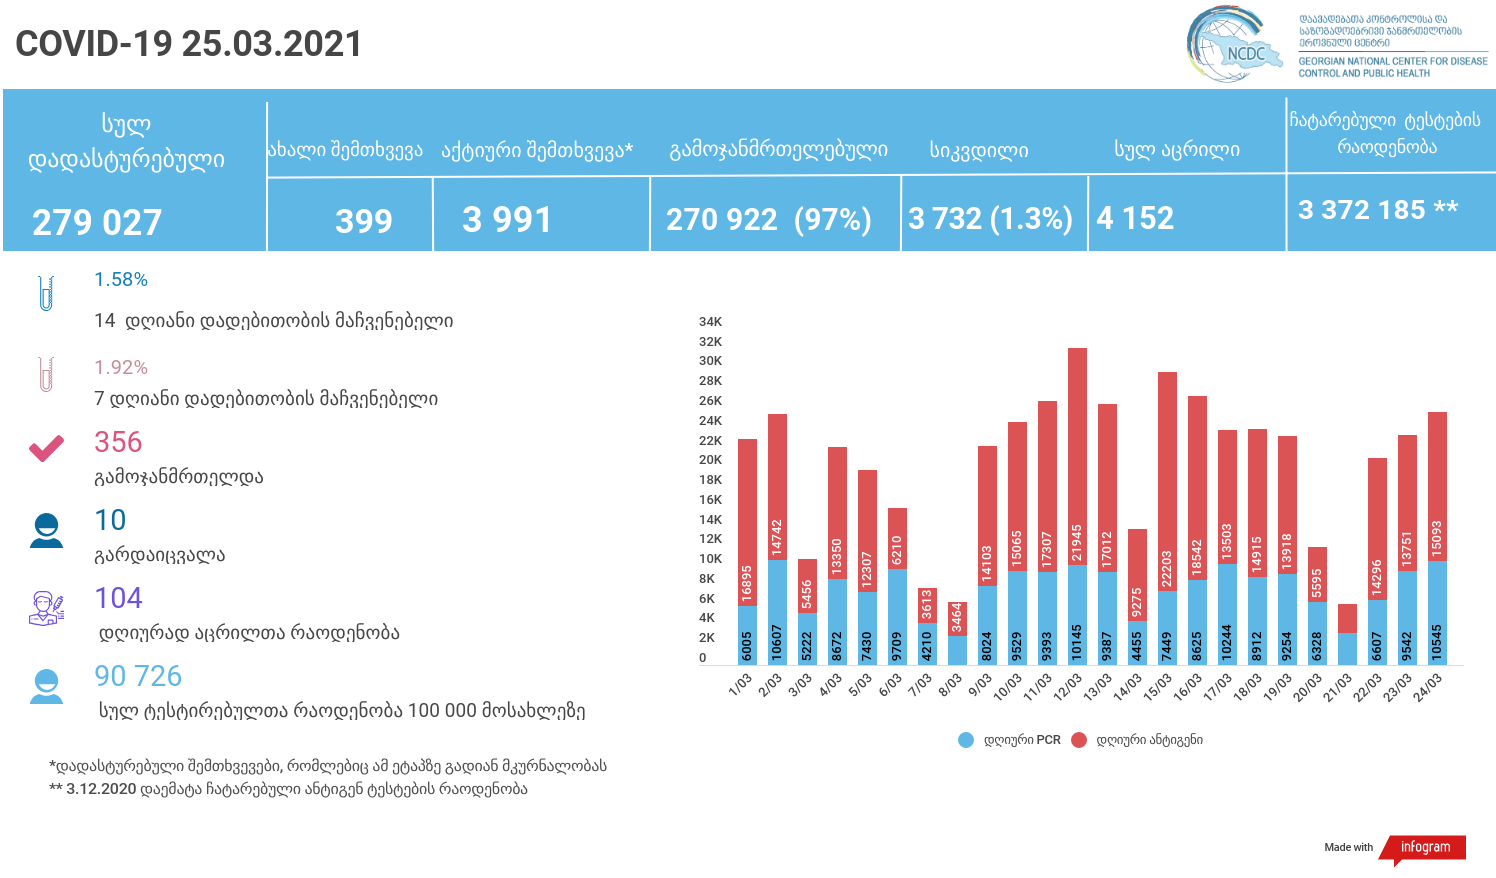 COVID-19 25.03.2021
დაავადებათა კონტროლისა და
საზოგადოებრივი ჯანმრთელობის
ეროვნული ცენტრი
NCDC
GEORGIAN NATIONAL CENTER FOR DISEASE
CONTROL AND PUBLIC HEALTH
სულ
დადასტურებული
279 027
ახალი შემთხვევა
399
აქტიური შემთხვევა*
3 991
გამოჯანმრთელებული
270 922 (97%)
სიკვდილი
3 732 (1.3%)
სულ აცრილი
4 152
ჩატარებული ტესტების
რაოდენობა
3 372 185 **
1.58%
14 დღიანი დადებითობის მაჩვენებელი
1.92%
7 დღიანი დადებითობის მაჩვენებელი
356
გამოჯანმრთელდა
10
გარდაიცვალა
104
დღიურად აცრილთა რაოდენობა
90 726
სულ ტესტირებულთა რაოდენობა 100 000 მოსახლეზე
*დადასტურებული შემთხვევები, რომლებიც ამ ეტაპზე გადიან მკურნალობას
** 3.12.2020 დაემატა ჩატარებული ანტიგენ ტესტების რაოდენობა
34K
32K
30K
28K
26K
24K
22K
20K
18K
16K
14K
12K
10K
8K
6K
4K
2K
0
16895
14742
5456
13350
12307
6210
3613
3464
14103
15065
17307
21945
17012
9275
22203
18542
13503
14915
13918
5595
14296
13751
15093
6005
10607
5222
8672
7430
9709
4210
8024
9529
9393
10145
9387
4455
7449
8625
10244
8912
9254
6328
6607
9542
10545
1/03
2/03
3/03
4/03
5/03
6/03
7/03
8/03
9/03
10/03
11/03
12/03
13/03
14/03
15/03
16/03
17/03
18/03
19/03
20/03
21/03
22/03
23/03
24/03
დღიური PCR
დღიური ანტიგენი
Made with
infogram